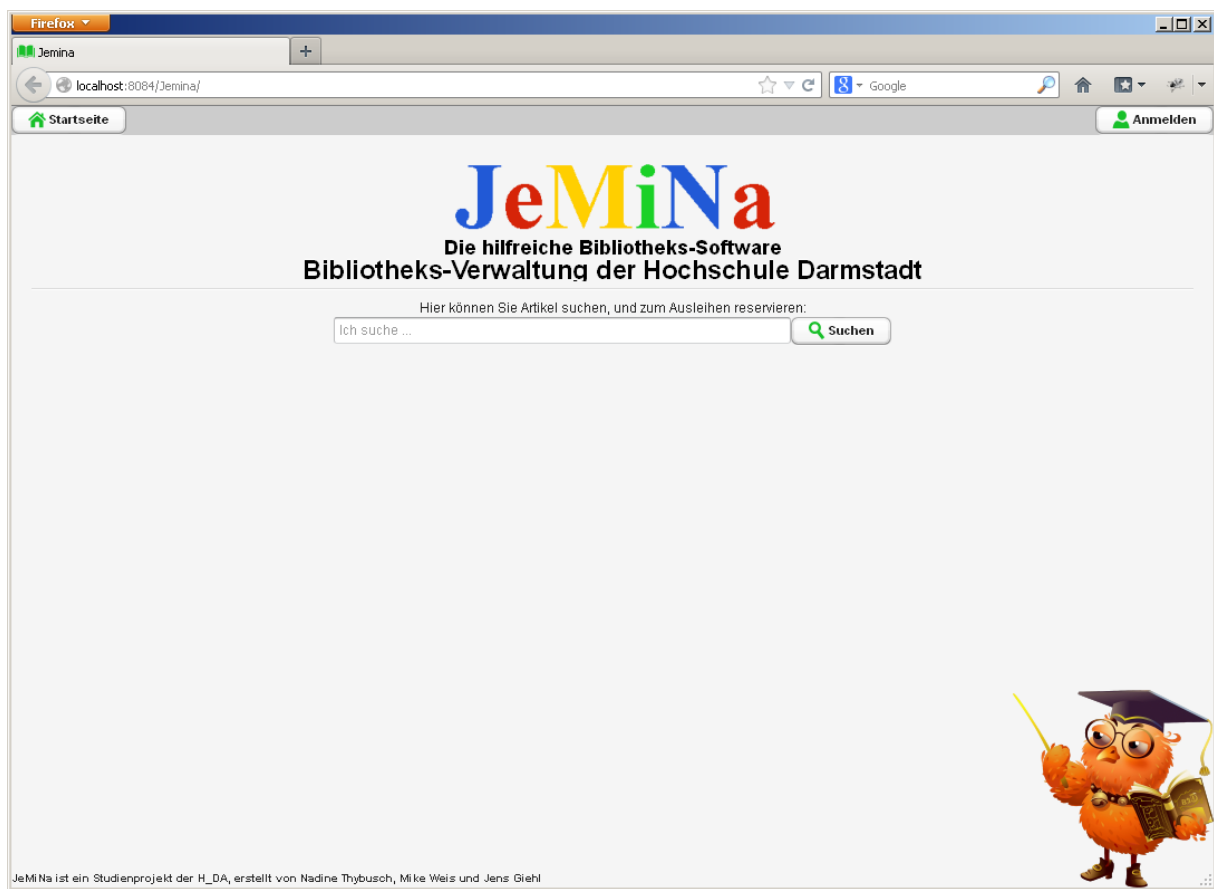 Firefox
Jemina
localhost:8084/Jemina/
Google
Startseite
Anmelden
JeMiNa
Die hilfreiche Bibliotheks-Software
Bibliotheks-Verwaltung der Hochschule Darmstadt
Hier können Sie Artikel suchen, und zum Ausleihen reservieren:
Ich suche ...
Suchen
JeMiNa ist ein Studienprojekt der H_DA, erstellt von Nadine Thybusch, Mike Weis und Jens Giehl